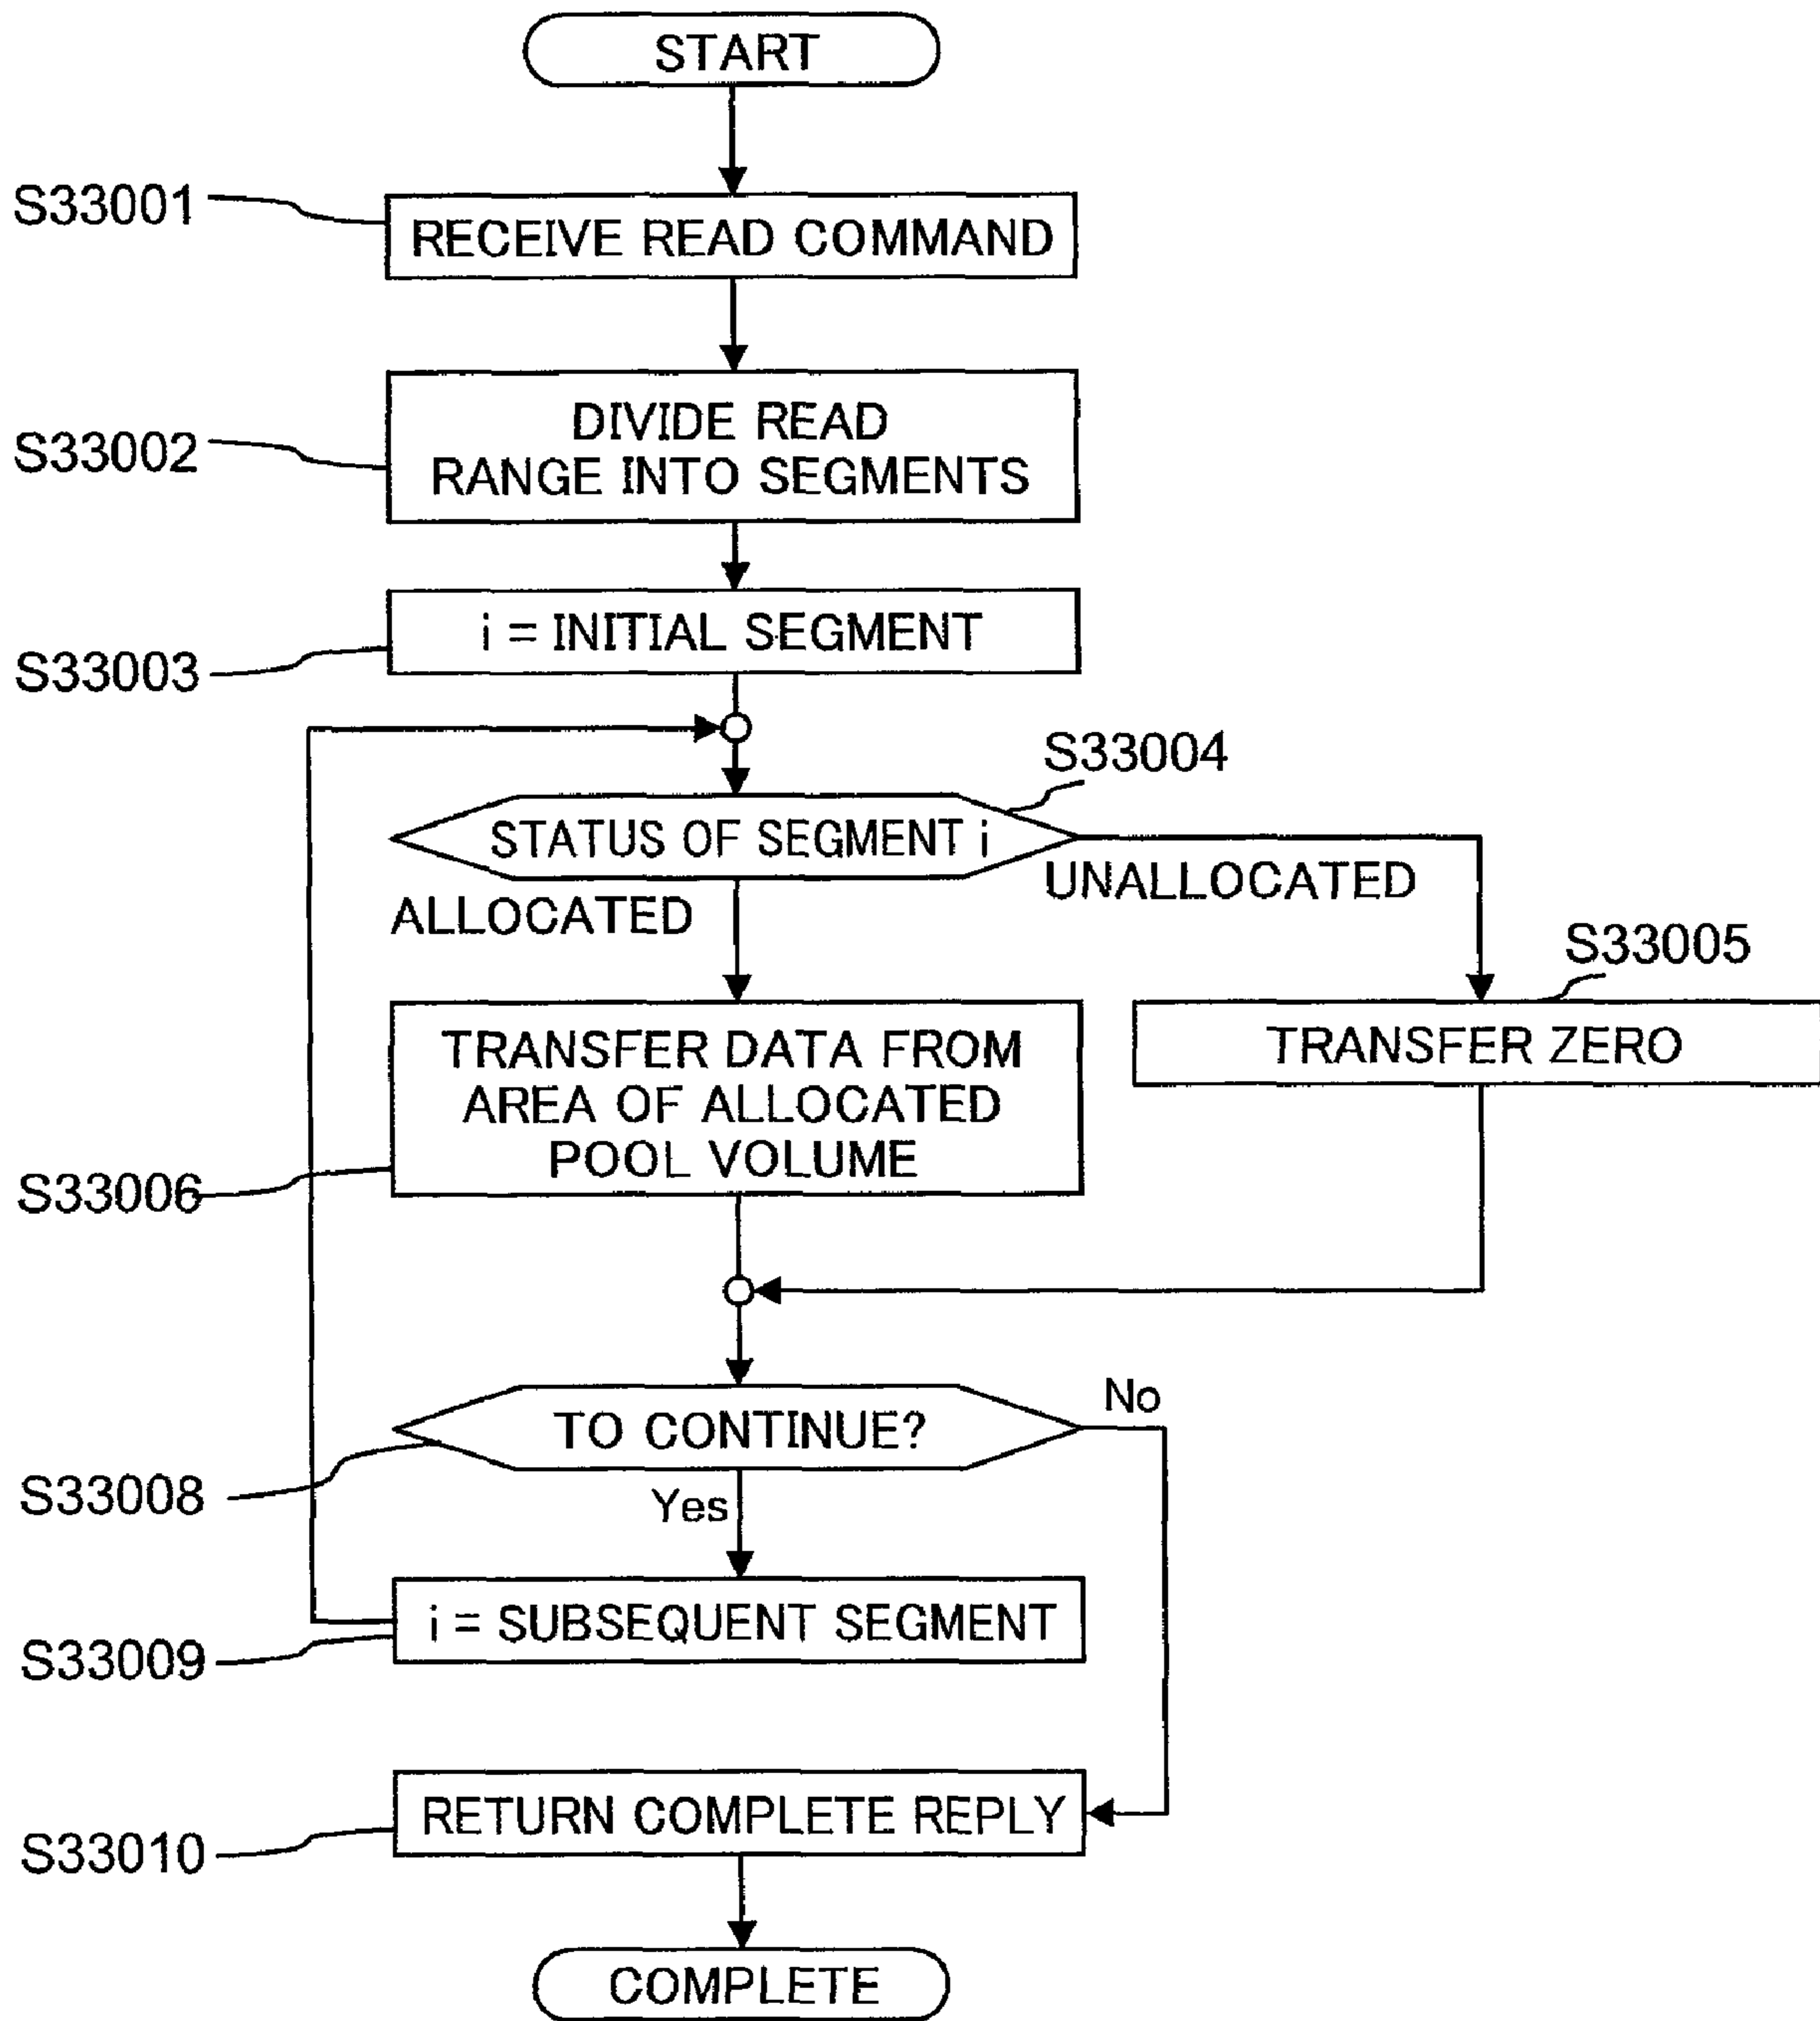 START
S33001
RECEIVE READ COMMAND
S33002
DIVIDE READ
RANGE INTO SEGMENTS
S33003
i = INITIAL SEGMENT
S33004
STATUS OF SEGMENT i
UNALLOCATED
ALLOCATED
S33005
TRANSFER ZERO
S33006
TRANSFER DATA FROM
AREA OF ALLOCATED
POOL VOLUME
S33008
TO CONTINUE?
No
Yes
S33009
i = SUBSEQUENT SEGMENT
S33010
RETURN COMPLETE REPLY
COMPLETE